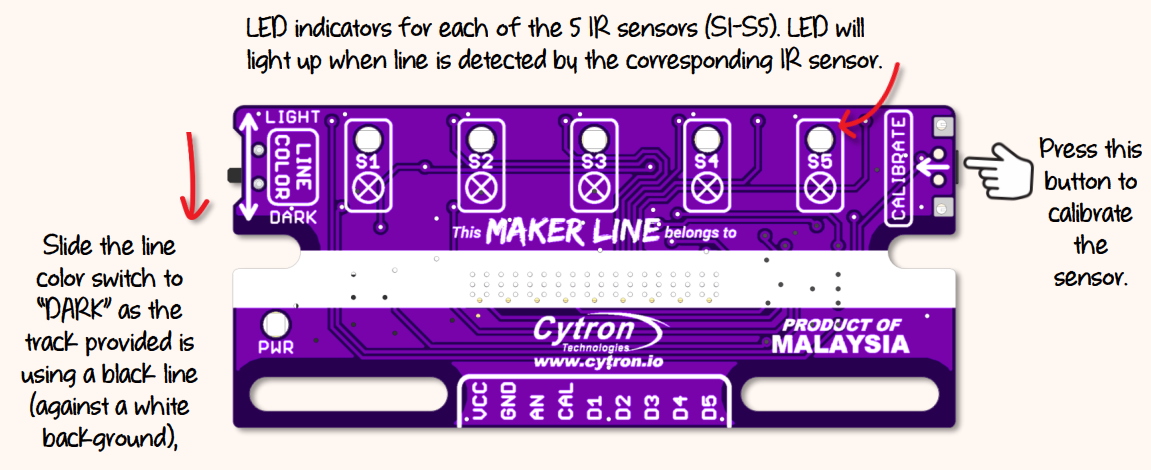 LED indicators for each of the 5 IR sensors (S1-S5). LED will
light up when line is detected by the corresponding IR sensor.
LIGHT
LINE
COLOR
DARK
S1
S2
S3
S4
S5
CALIBRATE
This MAKER LINE belongs to
Press this
button to
calibrate
the
sensor.
Slide the line
color switch to
"DARK" as the
track provided is
using a black line
(against a white
background),
PWR
Cytron
Technologies
www.cytron.io
PRODUCT OF
MALAYSIA
VCC
GND
AN
CAL
D1
D2
D3
D4
D5